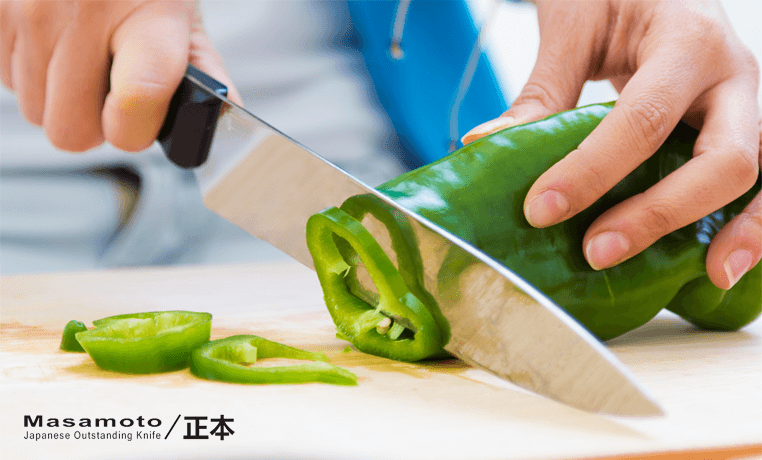 Masamoto / 正本
Japanese Outstanding Knife